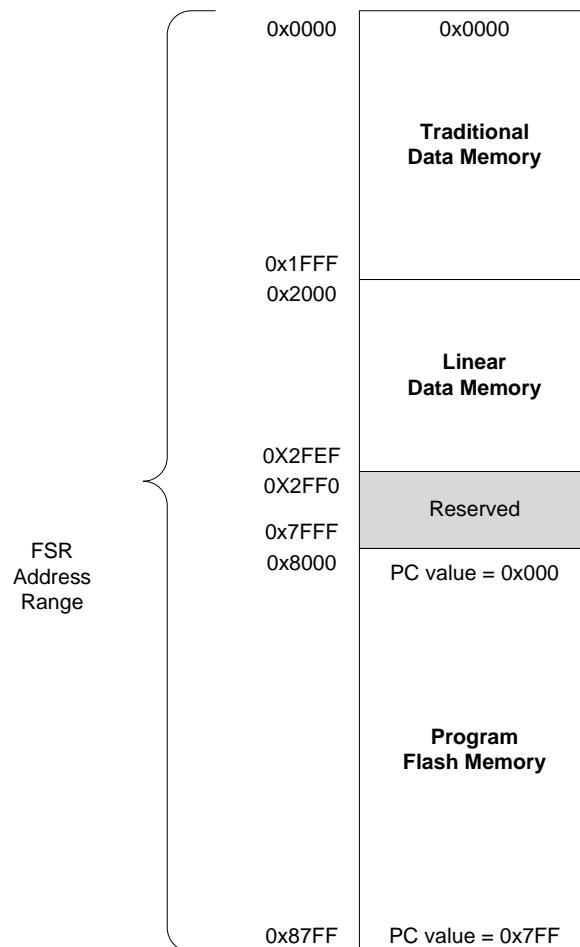 0x0000 0x0000
Traditional
Data Memory
0x1FFF
0x2000
Linear
Data Memory
0X2FEF
0X2FF0
Reserved
0x7FFF
0x8000
PC value = 0x000
FSR
Address
Range
Program
Flash Memory
0x87FF PC value = 0x7FF